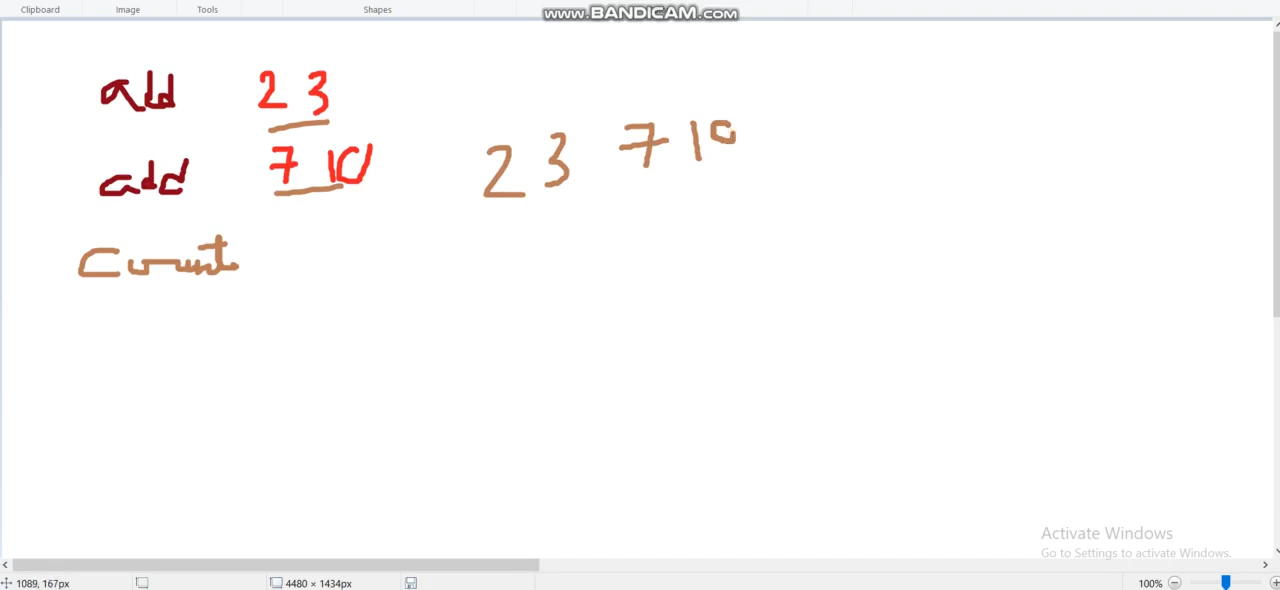 Clipboard Image Tools Shapes
www.BANDICAM.com
add 2 3
add 7 10
2 3 7 10
Count
Activate Windows
Go to Settings to activate Windows.
1089, 167px 4480 × 1434px 100%